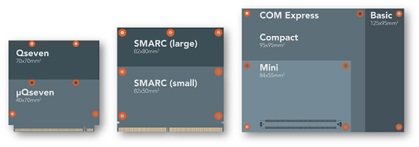 Qseven
70x70mm²
µQseven
40x70mm²
SMARC (large)
82x80mm²
SMARC (small)
82x50mm²
COM Express
Basic
125x95mm²
Compact
95x95mm²
Mini
84x55mm²